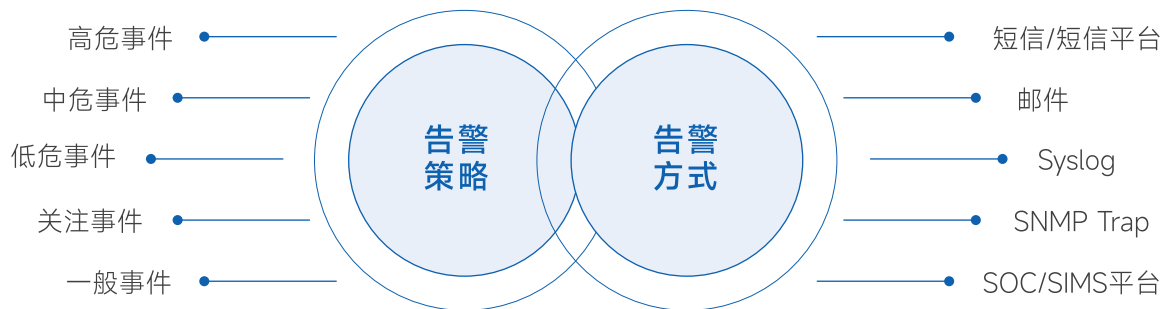 高危事件
中危事件
低危事件
关注事件
一般事件
告警
策略
告警
方式
短信/短信平台
邮件
Syslog
SNMP Trap
SOC/SIMS平台